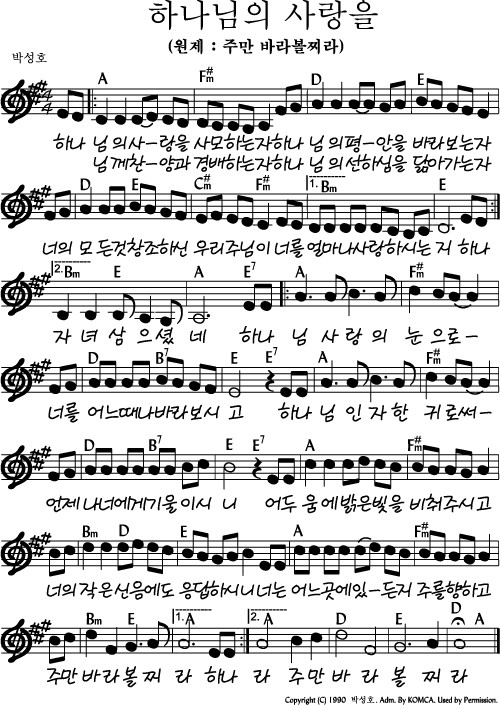 하나님의 사랑을
(원제 : 주만 바라볼찌라)
박성호
A F#m D E
하나 님의사-랑을 사모하는자하나 님의평-안을 바라보는자
님께찬-양과 경배하는자하나 님의선하심을 닮아가는자
D E C#m F#m 1. Bm E
너의 모 든것창조하신 우리주님이 너를 얼마나사랑하시는 지 하나
2. Bm E A E7 A F#m
자 녀 삼 으셨 네 하나 님 사 랑 의 눈 으로-
D B7 E E7 A F#m
너를 어느때나바라보시 고 하나 님 인 자 한 귀 로써-
D B7 E E7 A F#m
언제 나너에게기울이시 니 어두 움에밝은빛을 비춰주시고
Bm D E A F#m
너의 작은신음에도 응답하시니너는 어느곳에있-든지 주를향하고
Bm E 1. A 2. A D Bm E D A
주만 바 라 볼 찌 라 하나 라 주만 바 라 볼 찌 라
Copyright (C) 1990 박성호. Adm. By KOMCA. Used by Permission.